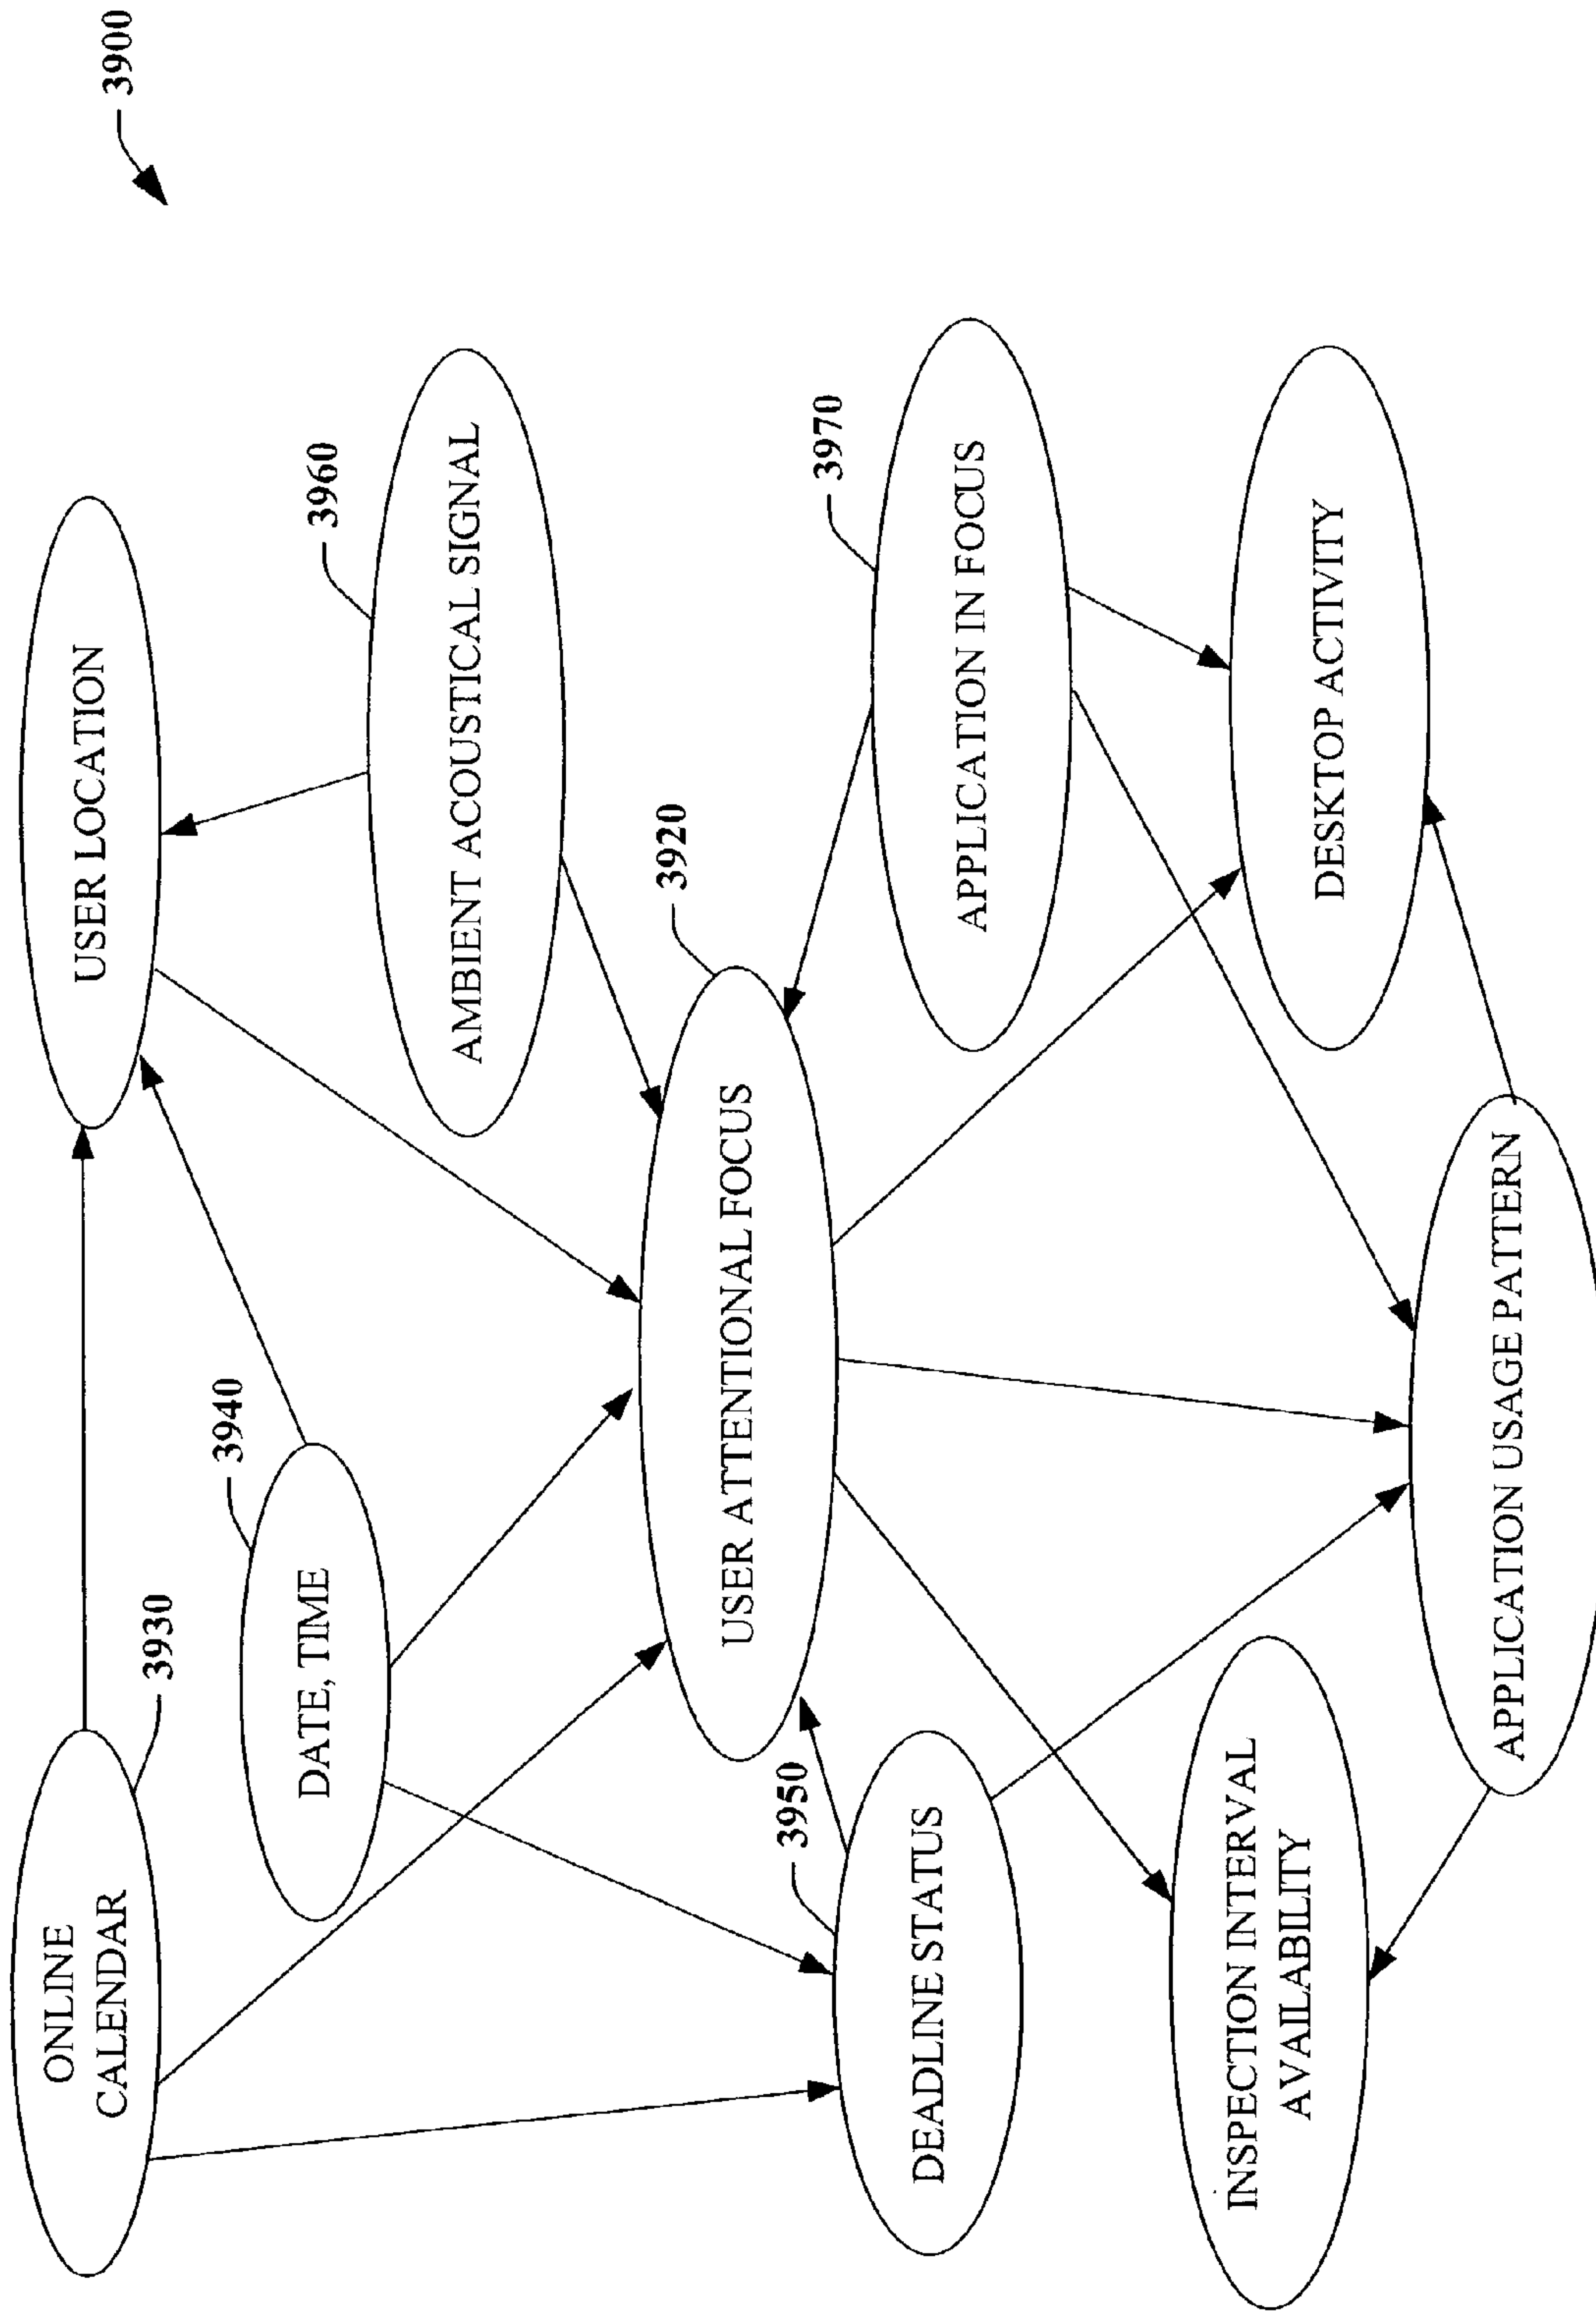 3900
ONLINE
CALENDAR
3930
USER LOCATION
DATE, TIME
3940
AMBIENT ACOUSTICAL SIGNAL
3960
USER ATTENTIONAL FOCUS
3920
DEADLINE STATUS
3950
APPLICATION IN FOCUS
3970
INSPECTION INTERVAL
AVAILABILITY
DESKTOP ACTIVITY
APPLICATION USAGE PATTERN